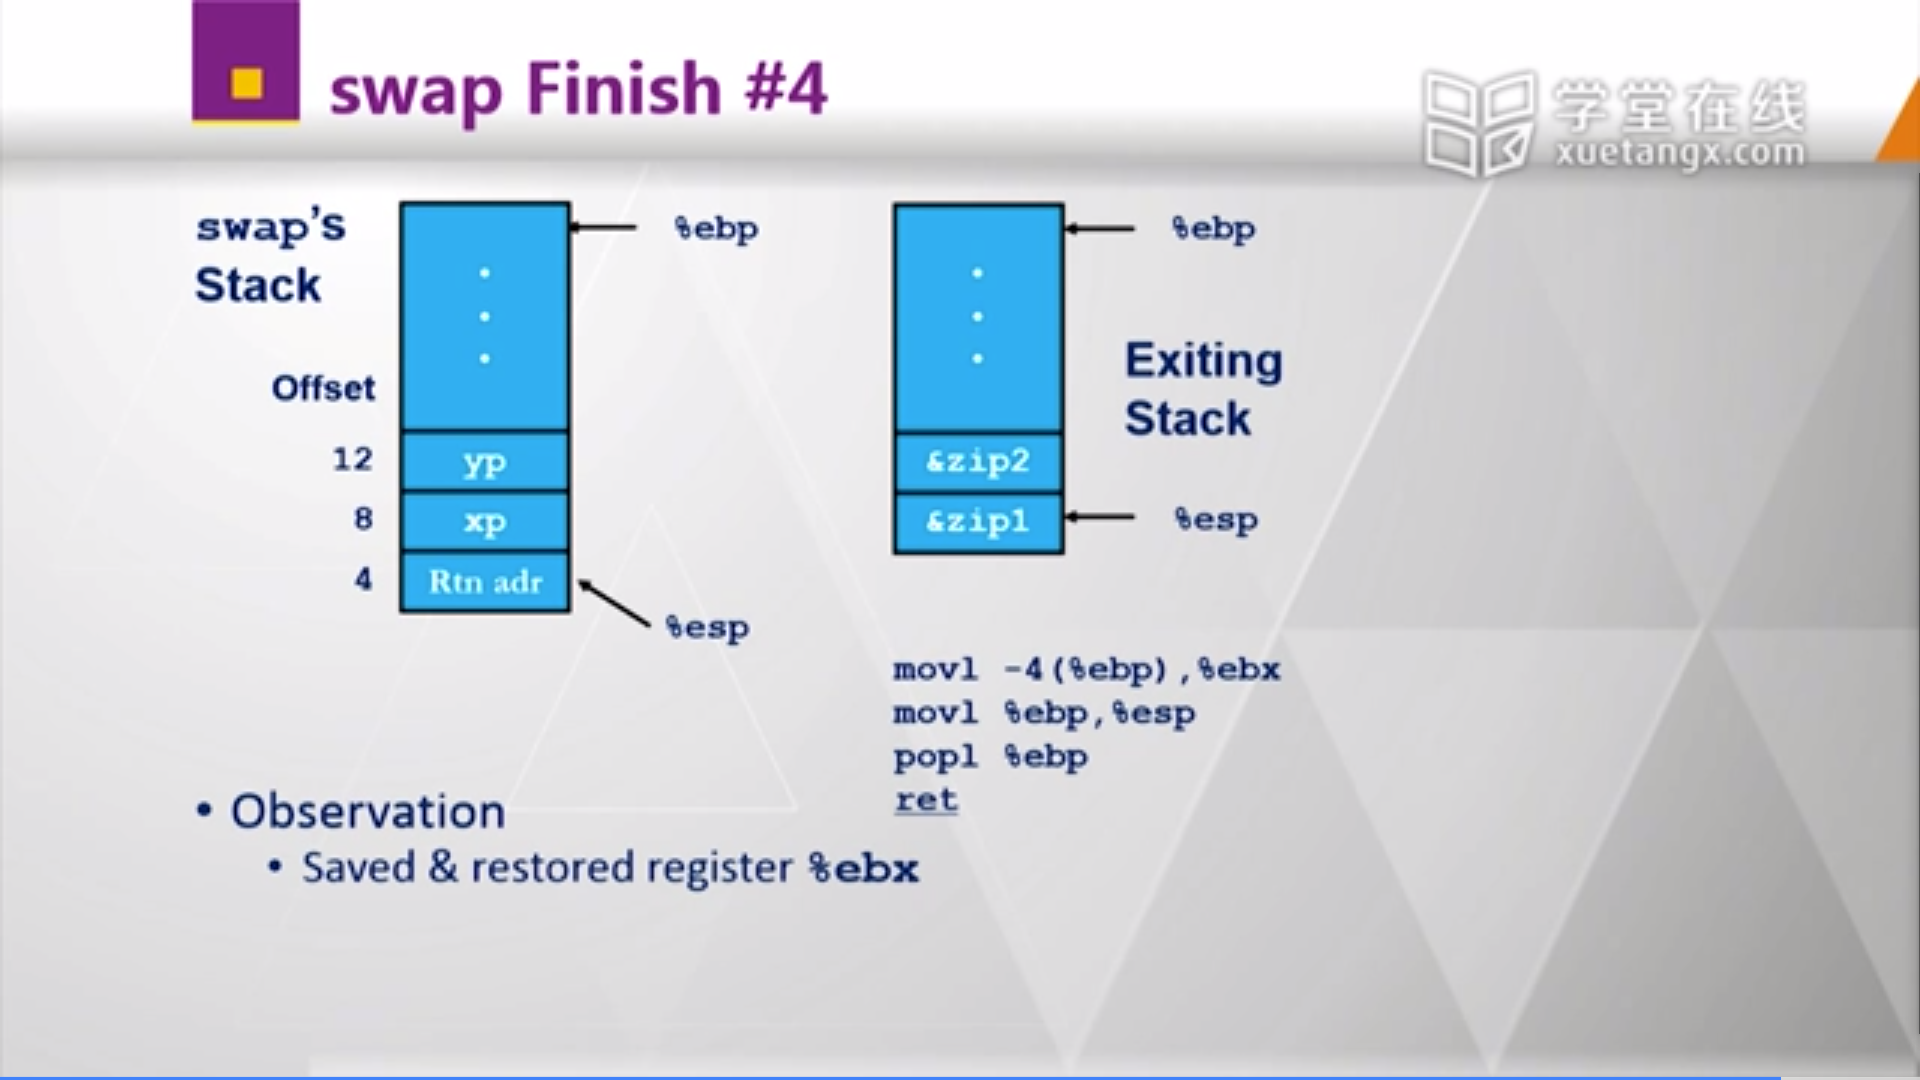 swap Finish #4
学堂在线
xuetangx.com
swap's
Stack
%ebp
Offset
12 yp
8 xp
4 Rtn adr
%esp
%ebp
Exiting
Stack
&zip2
&zip1
%esp
movl -4(%ebp),%ebx
movl %ebp,%esp
popl %ebp
ret
• Observation
• Saved & restored register %ebx